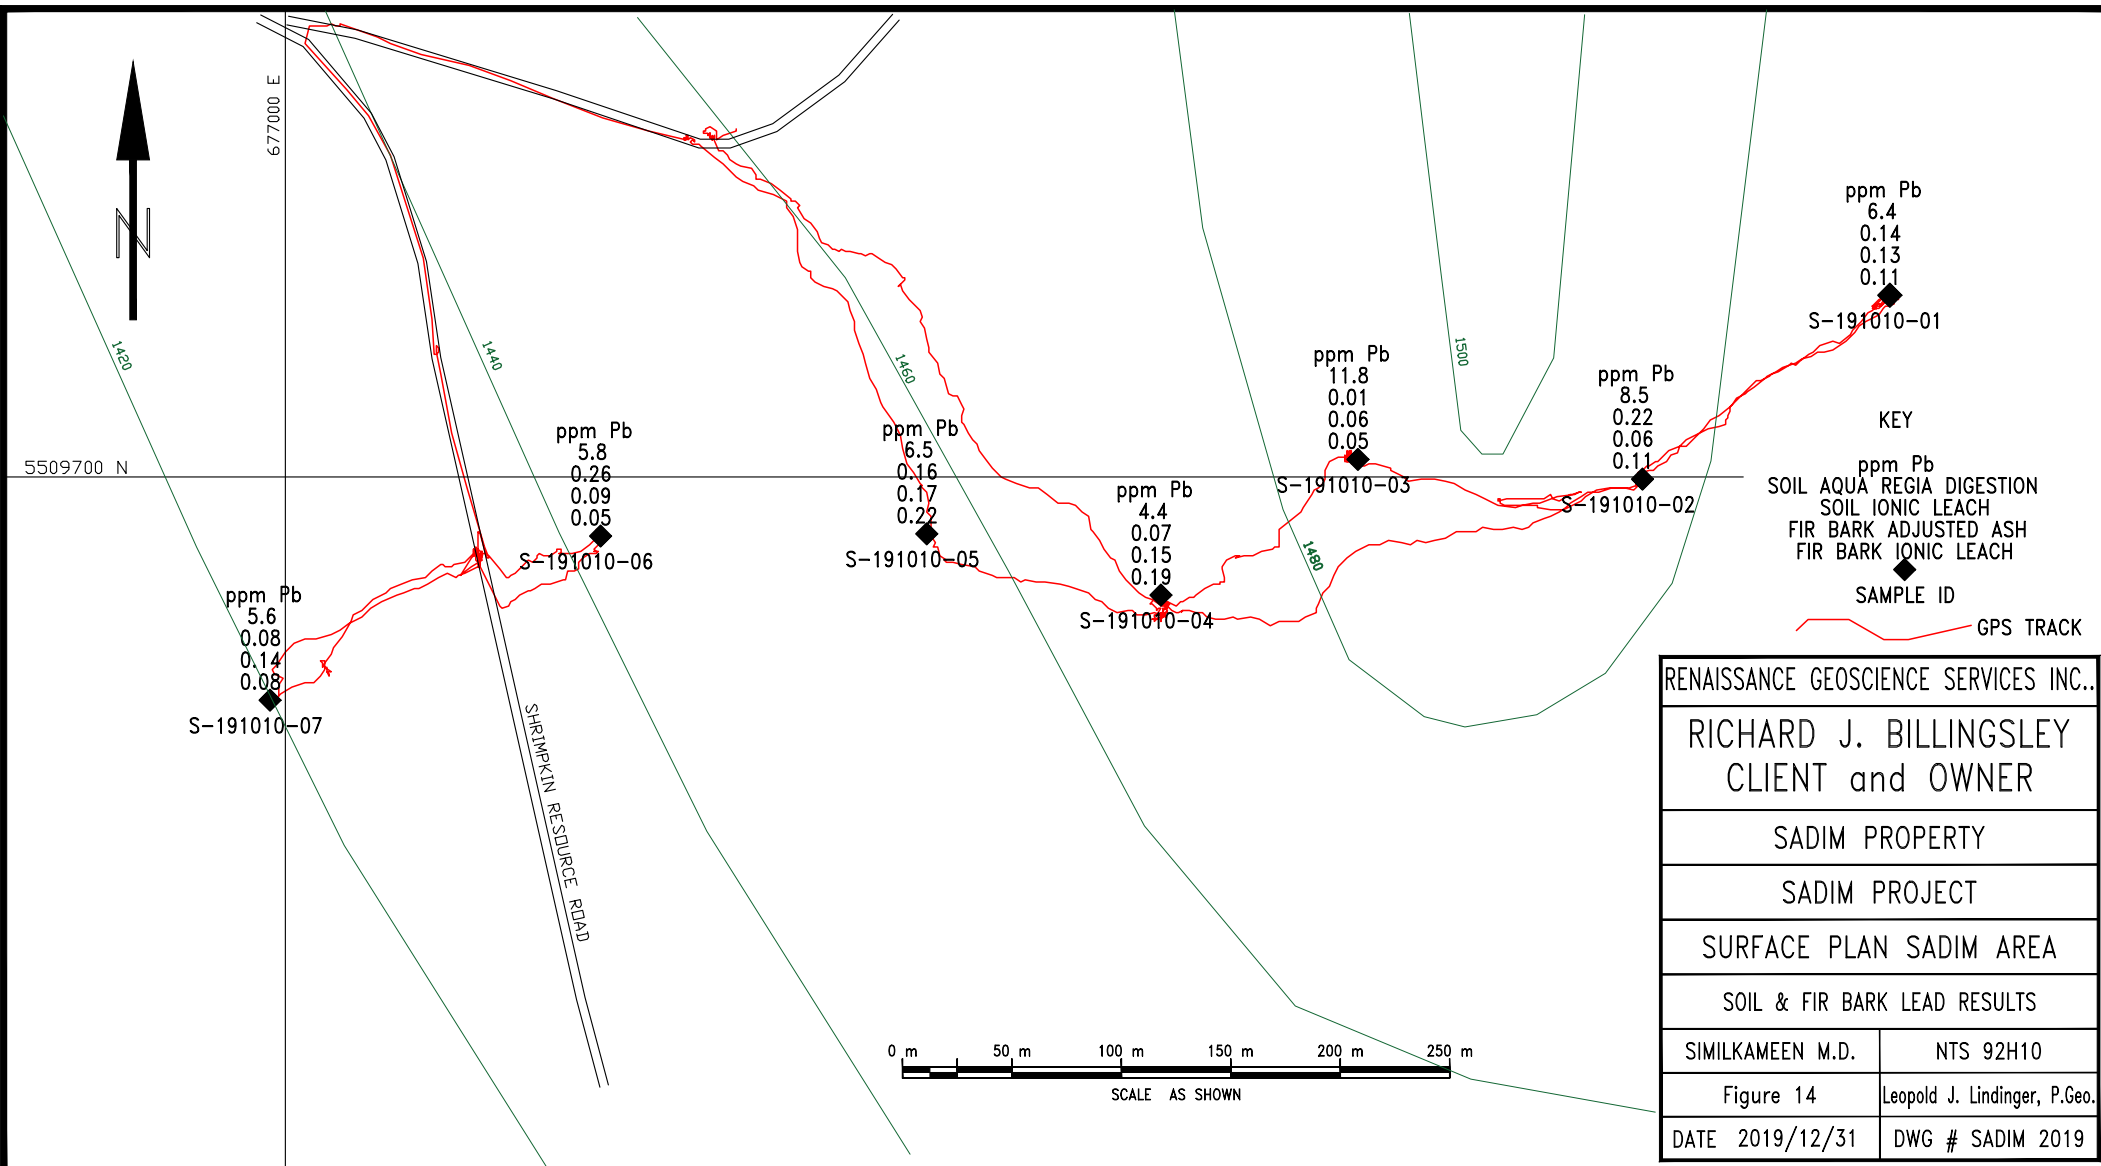 677000 E
N
5509700 N
1420
1440
1460
1500
1480
ppm Pb
6.4
0.14
0.13
0.11
S-191010-01
ppm Pb
8.5
0.22
0.06
0.11
S-191010-02
ppm Pb
11.8
0.01
0.06
0.05
S-191010-03
ppm Pb
4.4
0.07
0.15
0.19
S-191010-04
ppm Pb
6.5
0.16
0.17
0.22
S-191010-05
ppm Pb
5.8
0.26
0.09
0.05
S-191010-06
ppm Pb
5.6
0.08
0.14
0.08
S-191010-07
SHRIMPKIN RESOURCE ROAD
KEY
ppm Pb
SOIL AQUA REGIA DIGESTION
SOIL IONIC LEACH
FIR BARK ADJUSTED ASH
FIR BARK IONIC LEACH
SAMPLE ID
GPS TRACK
0 m 50 m 100 m 150 m 200 m 250 m
SCALE AS SHOWN
RENAISSANCE GEOSCIENCE SERVICES INC..
RICHARD J. BILLINGSLEY
CLIENT and OWNER
SADIM PROPERTY
SADIM PROJECT
SURFACE PLAN SADIM AREA
SOIL & FIR BARK LEAD RESULTS
SIMILKAMEEN M.D. NTS 92H10
Figure 14 Leopold J. Lindinger, P.Geo.
DATE 2019/12/31 DWG # SADIM 2019